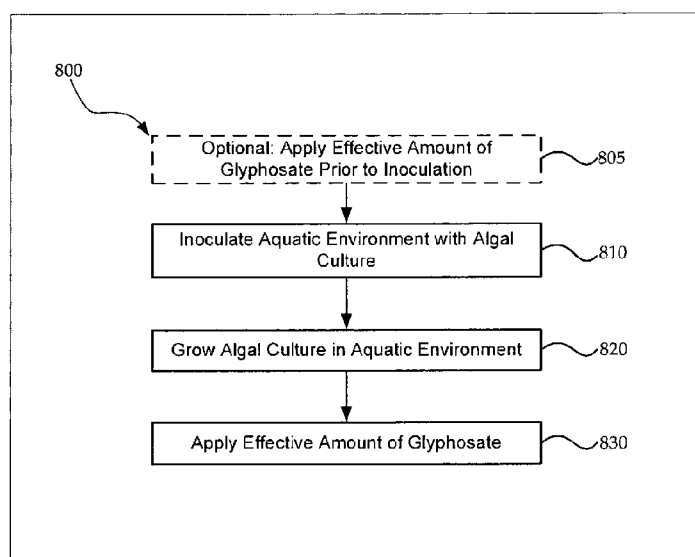 800
Optional: Apply Effective Amount of
Glyphosate Prior to Inoculation
805
Inoculate Aquatic Environment with Algal
Culture
810
Grow Algal Culture in Aquatic Environment
820
Apply Effective Amount of Glyphosate
830